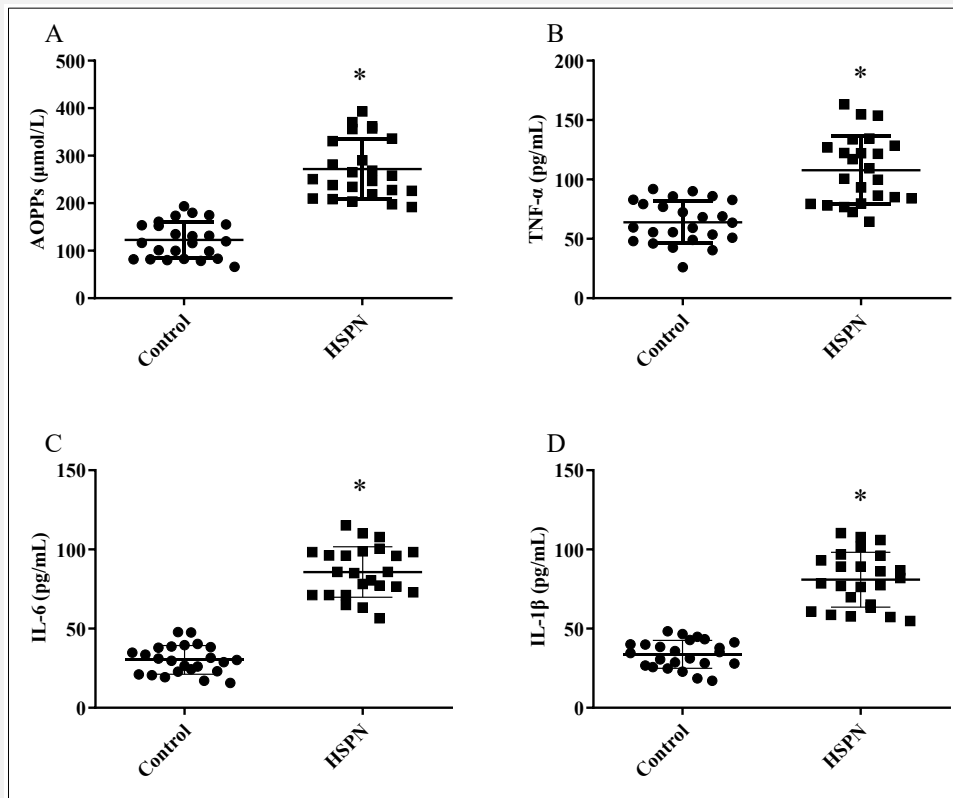 A
AOPPs (μmol/L)
500
400
300
200
100
0
*
Control
HSPN
B
TNF-α (pg/mL)
200
150
100
50
0
*
Control
HSPN
C
IL-6 (pg/mL)
150
100
50
0
*
Control
HSPN
D
IL-1β (pg/mL)
150
100
50
0
*
Control
HSPN